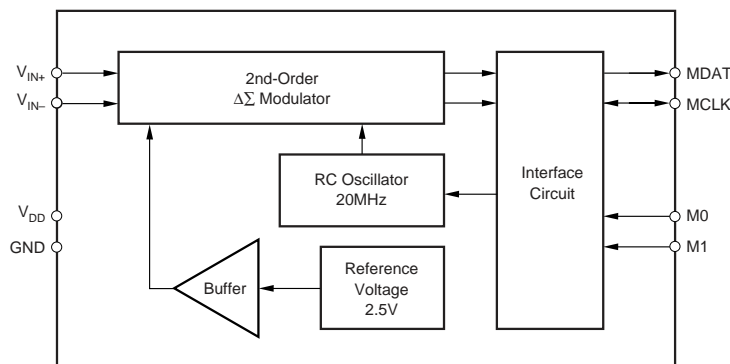 V_IN+
V_IN–
2nd-Order
ΔΣ Modulator
MDAT
MCLK
RC Oscillator
20MHz
Interface
Circuit
V_DD
GND
M0
M1
Buffer
Reference
Voltage
2.5V